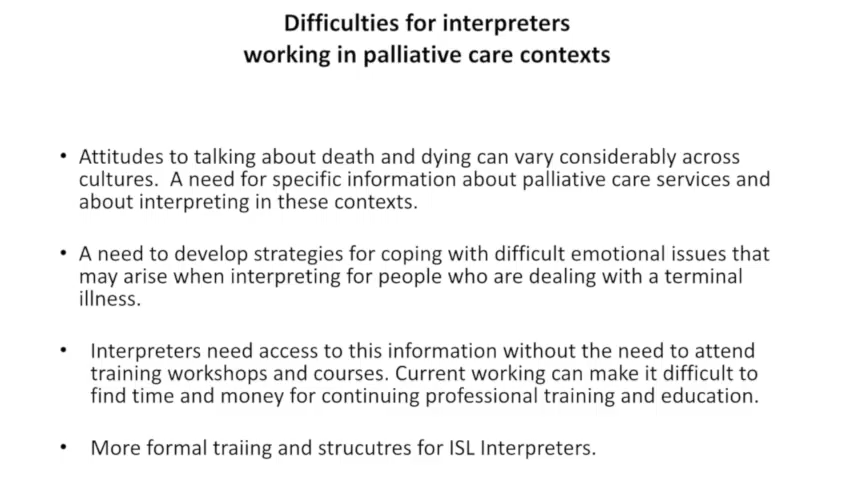 Difficulties for interpreters
working in palliative care contexts
• Attitudes to talking about death and dying can vary considerably across
cultures. A need for specific information about palliative care services and
about interpreting in these contexts.
• A need to develop strategies for coping with difficult emotional issues that
may arise when interpreting for people who are dealing with a terminal
illness.
• Interpreters need access to this information without the need to attend
training workshops and courses. Current working can make it difficult to
find time and money for continuing professional training and education.
• More formal traiing and strucutres for ISL Interpreters.